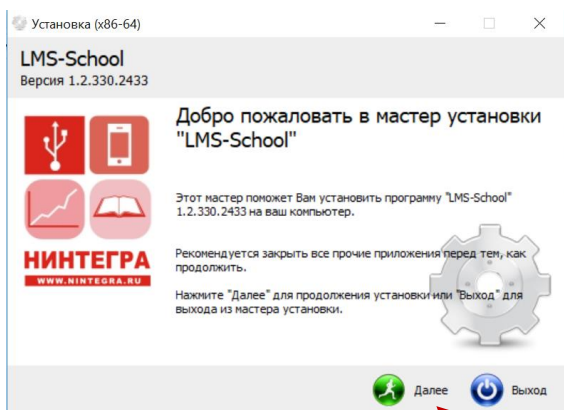 Установка (x86-64)
LMS-School
Версия 1.2.330.2433
Добро пожаловать в мастер установки
"LMS-School"
Этот мастер поможет Вам установить программу "LMS-School"
1.2.330.2433 на ваш компьютер.
Рекомендуется закрыть все прочие приложения перед тем, как
продолжить.
Нажмите "Далее" для продолжения установки или "Выход" для
выхода из мастера установки.
НИНТЕГРА
WWW.NINTEGRA.RU
Далее
Выход